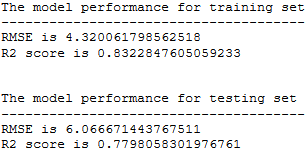 The model performance for training set
--------------------------------------
RMSE is 4.320061798562518
R2 score is 0.8322847605059233
The model performance for testing set
--------------------------------------
RMSE is 6.066671443767511
R2 score is 0.7798058301976761